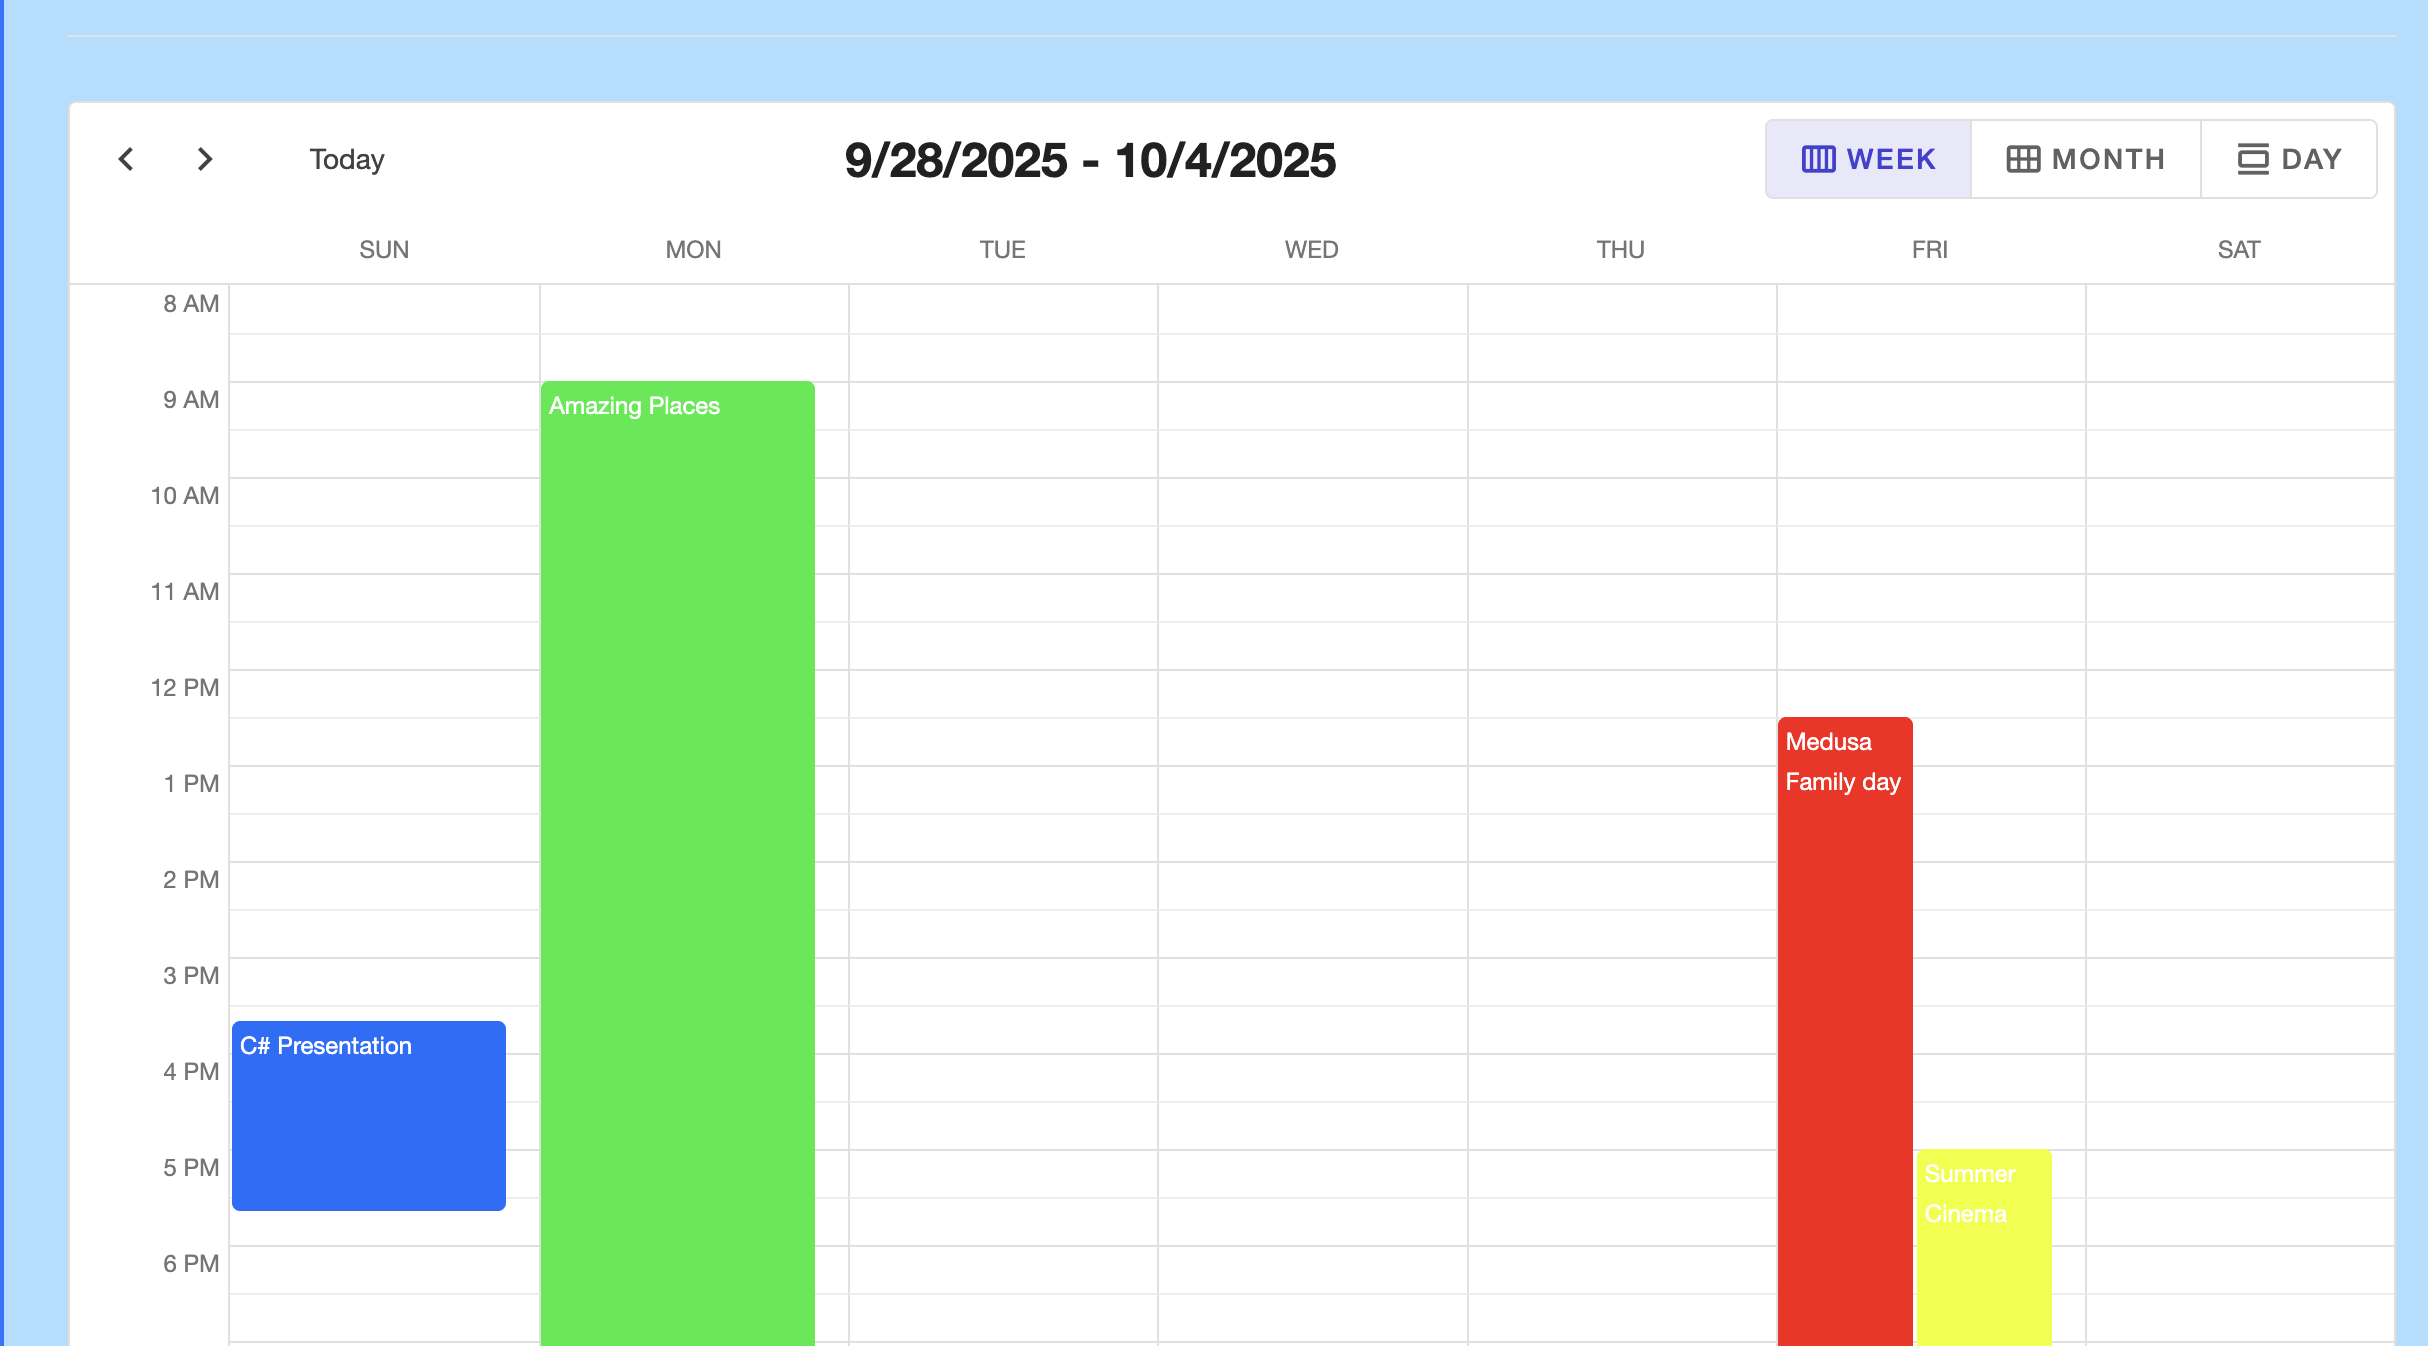 Today
9/28/2025 - 10/4/2025
WEEK
MONTH
DAY
SUN
MON
TUE
WED
THU
FRI
SAT
8 AM
9 AM
Amazing Places
10 AM
11 AM
12 PM
Medusa
Family day
1 PM
2 PM
3 PM
C# Presentation
4 PM
5 PM
Summer
Cinema
6 PM